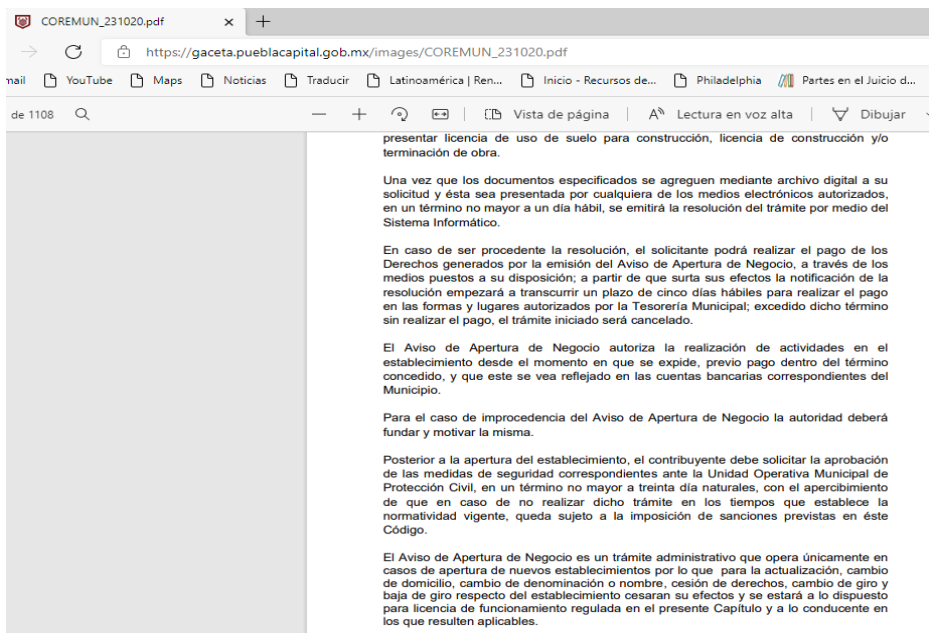 COREMUN_231020.pdf
https://gaceta.pueblacapital.gob.mx/images/COREMUN_231020.pdf
YouTube Maps Noticias Traducir Latinoamérica | Ren... Inicio - Recursos de... Philadelphia Partes en el Juicio d...
de 1108 Vista de página Lectura en voz alta Dibujar
presentar licencia de uso de suelo para construcción, licencia de construcción y/o
terminación de obra.
Una vez que los documentos especificados se agreguen mediante archivo digital a su
solicitud y ésta sea presentada por cualquiera de los medios electrónicos autorizados,
en un término no mayor a un día hábil, se emitirá la resolución del trámite por medio del
Sistema Informático.
En caso de ser procedente la resolución, el solicitante podrá realizar el pago de los
Derechos generados por la emisión del Aviso de Apertura de Negocio, a través de los
medios puestos a su disposición; a partir de que surta sus efectos la notificación de la
resolución empezará a transcurrir un plazo de cinco días hábiles para realizar el pago
en las formas y lugares autorizados por la Tesorería Municipal; excedido dicho término
sin realizar el pago, el trámite iniciado será cancelado.
El Aviso de Apertura de Negocio autoriza la realización de actividades en el
establecimiento desde el momento en que se expide, previo pago dentro del término
concedido, y que este se vea reflejado en las cuentas bancarias correspondientes del
Municipio.
Para el caso de improcedencia del Aviso de Apertura de Negocio la autoridad deberá
fundar y motivar la misma.
Posterior a la apertura del establecimiento, el contribuyente debe solicitar la aprobación
de las medidas de seguridad correspondientes ante la Unidad Operativa Municipal de
Protección Civil, en un término no mayor a treinta día naturales, con el apercibimiento
de que en caso de no realizar dicho trámite en los tiempos que establece la
normatividad vigente, queda sujeto a la imposición de sanciones previstas en éste
Código.
El Aviso de Apertura de Negocio es un trámite administrativo que opera únicamente en
casos de apertura de nuevos establecimientos por lo que para la actualización, cambio
de domicilio, cambio de denominación o nombre, cesión de derechos, cambio de giro y
baja de giro respecto del establecimiento cesaran su efectos y se estará a lo dispuesto
para licencia de funcionamiento regulada en el presente Capítulo y a lo conducente en
los que resulten aplicables.